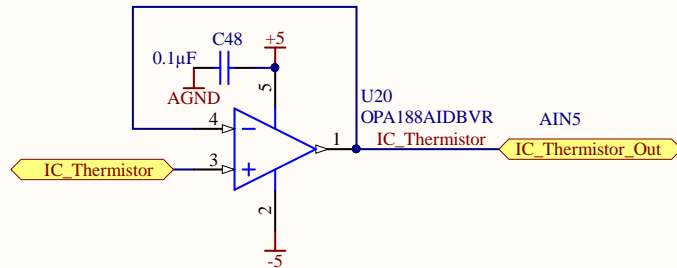 C48
+5
0.1µF
AGND
5
U20
OPA188AIDBVR
AIN5
4
1
IC_Thermistor
IC_Thermistor_Out
IC_Thermistor
3
2
-5